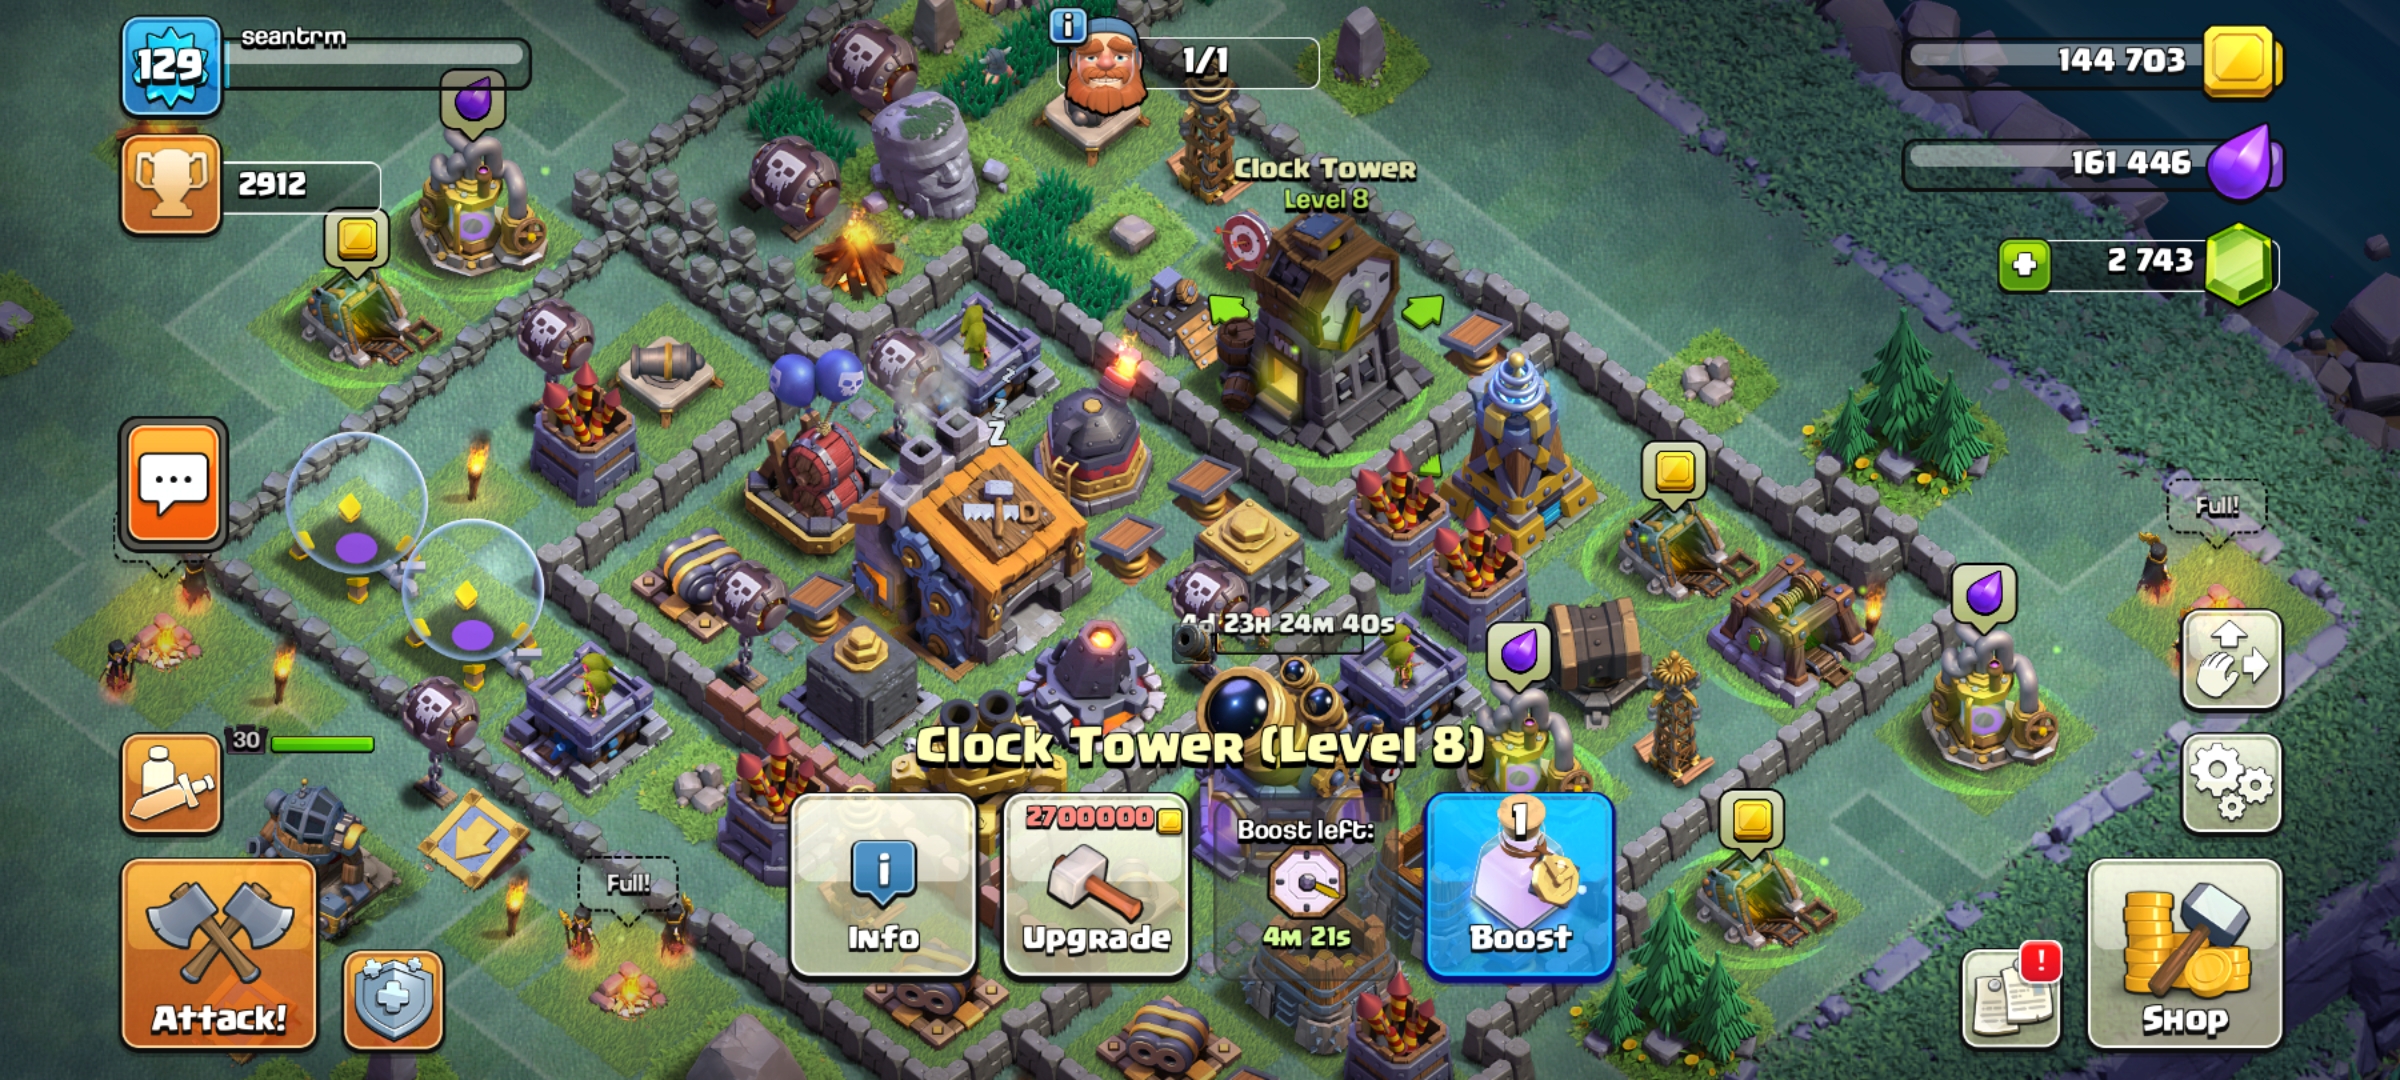 129
seantrm
1/1
144 703
2912
161 446
Clock Tower
Level 8
2 743
Full!
4d 23H 24M 40s
z
z
Z
30
Clock Tower (Level 8)
Full!
Info
2700000
Upgrade
Boost left:
4M 21s
1
Boost
Attack!
!
Shop